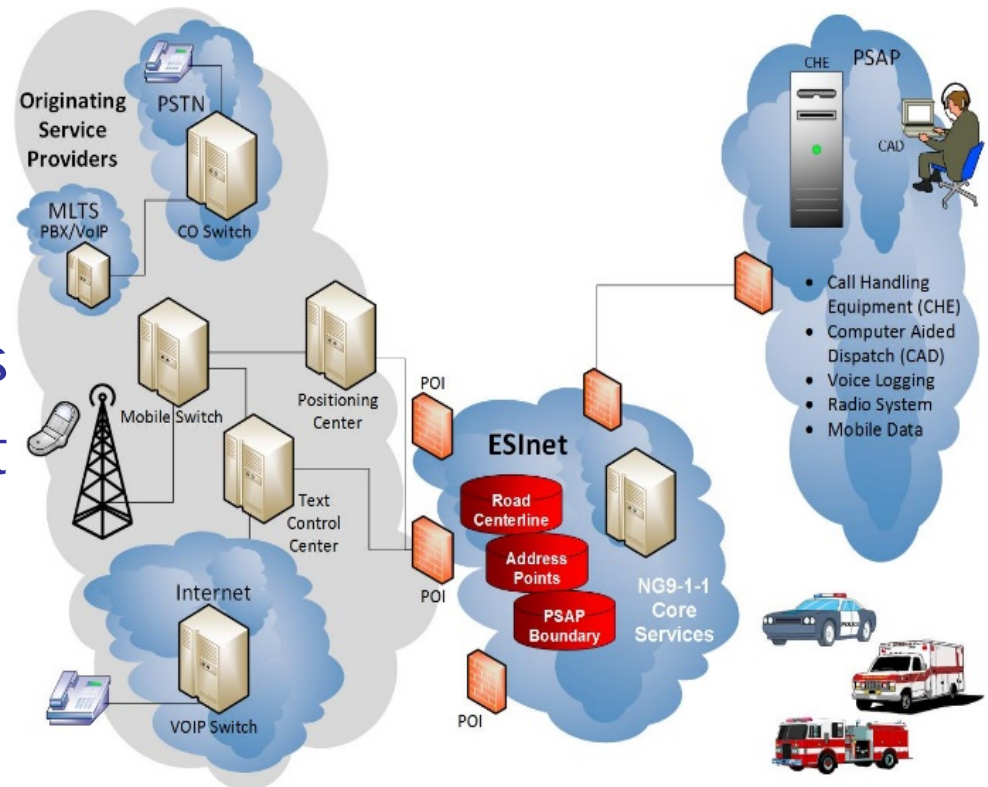 Originating
Service
Providers
PSTN
CO Switch
MLTS
PBX/VoIP
s
t
Mobile Switch
Positioning
Center
Text
Control
Center
Internet
VOIP Switch
POI
POI
POI
ESInet
Road
Centerline
Address
Points
PSAP
Boundary
NG9-1-1
Core
Services
CHE
PSAP
CAD
• Call Handling
Equipment (CHE)
• Computer Aided
Dispatch (CAD)
• Voice Logging
• Radio System
• Mobile Data
POLICE